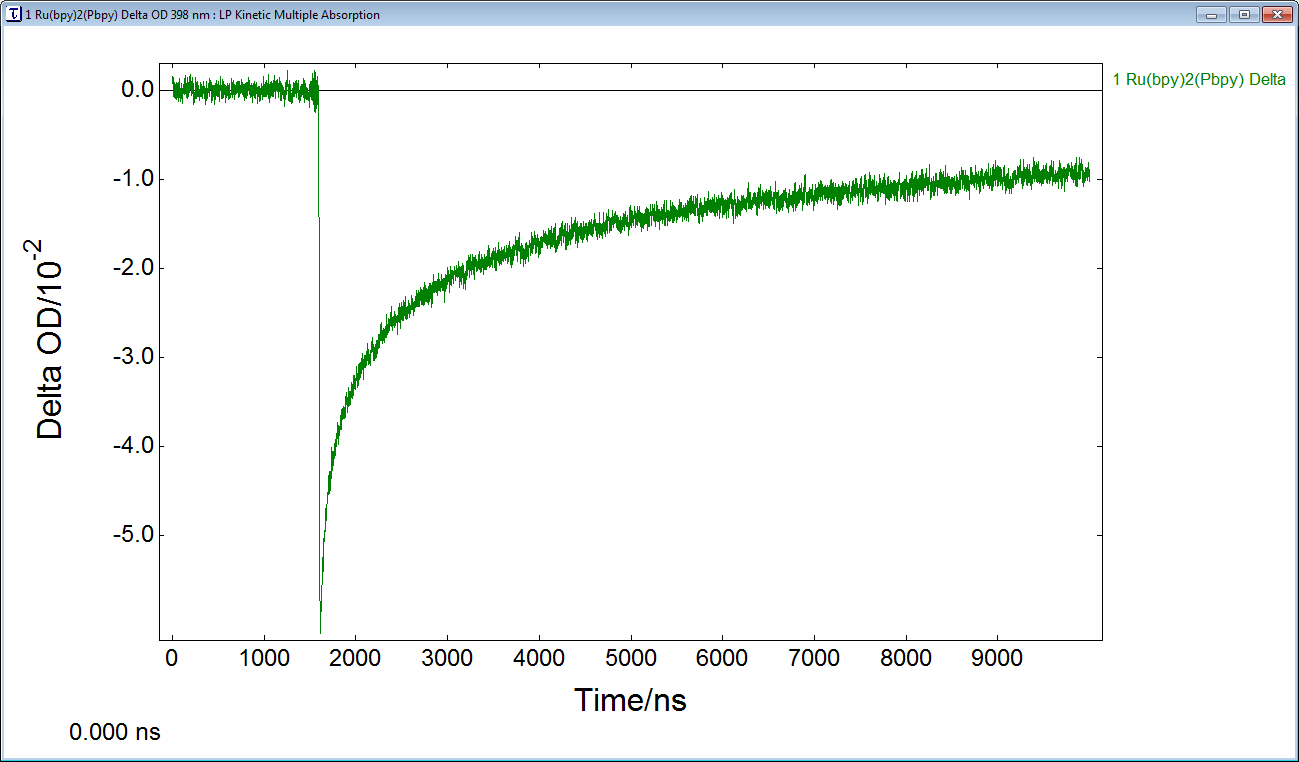 1 Ru(bpy)2(Pbpy) Delta OD 398 nm : LP Kinetic Multiple Absorption
1 Ru(bpy)2(Pbpy) Delta
0.0
-1.0
-2.0
-3.0
-4.0
-5.0
Delta OD/10-2
0 1000 2000 3000 4000 5000 6000 7000 8000 9000
Time/ns
0.000 ns